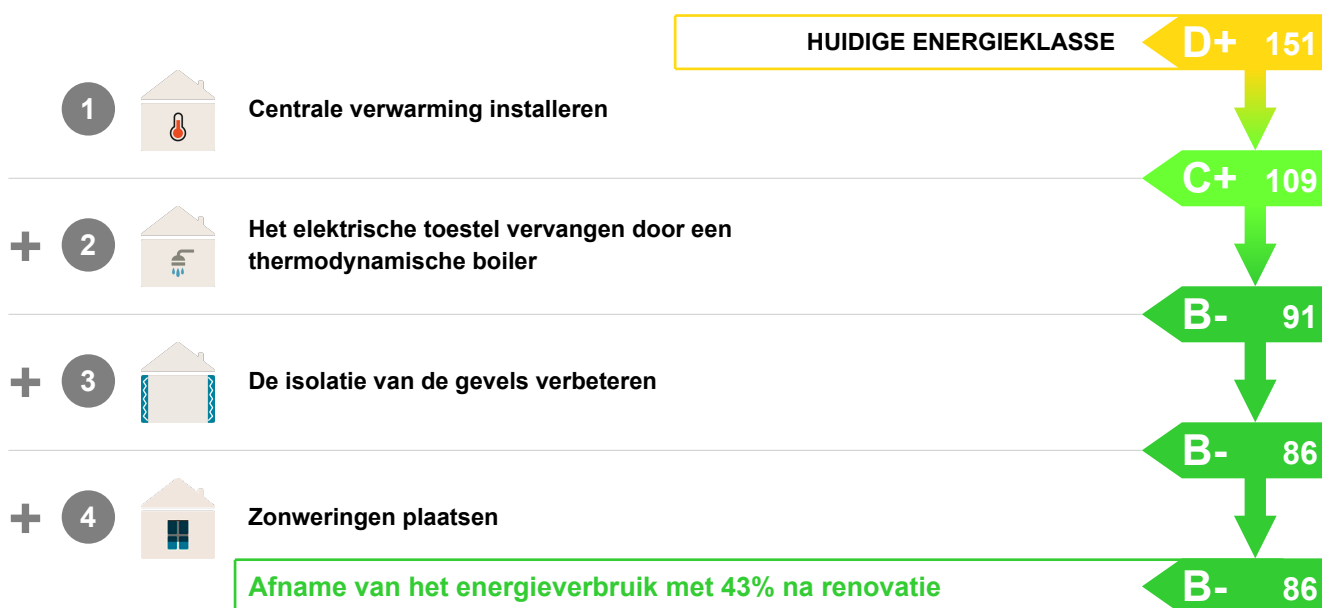 HUIDIGE ENERGIEKLASSE D+ 151
1 Centrale verwarming installeren
C+ 109
+ 2 Het elektrische toestel vervangen door een
thermodynamische boiler
B- 91
+ 3 De isolatie van de gevels verbeteren
B- 86
+ 4 Zonweringen plaatsen
Afname van het energieverbruik met 43% na renovatie B- 86